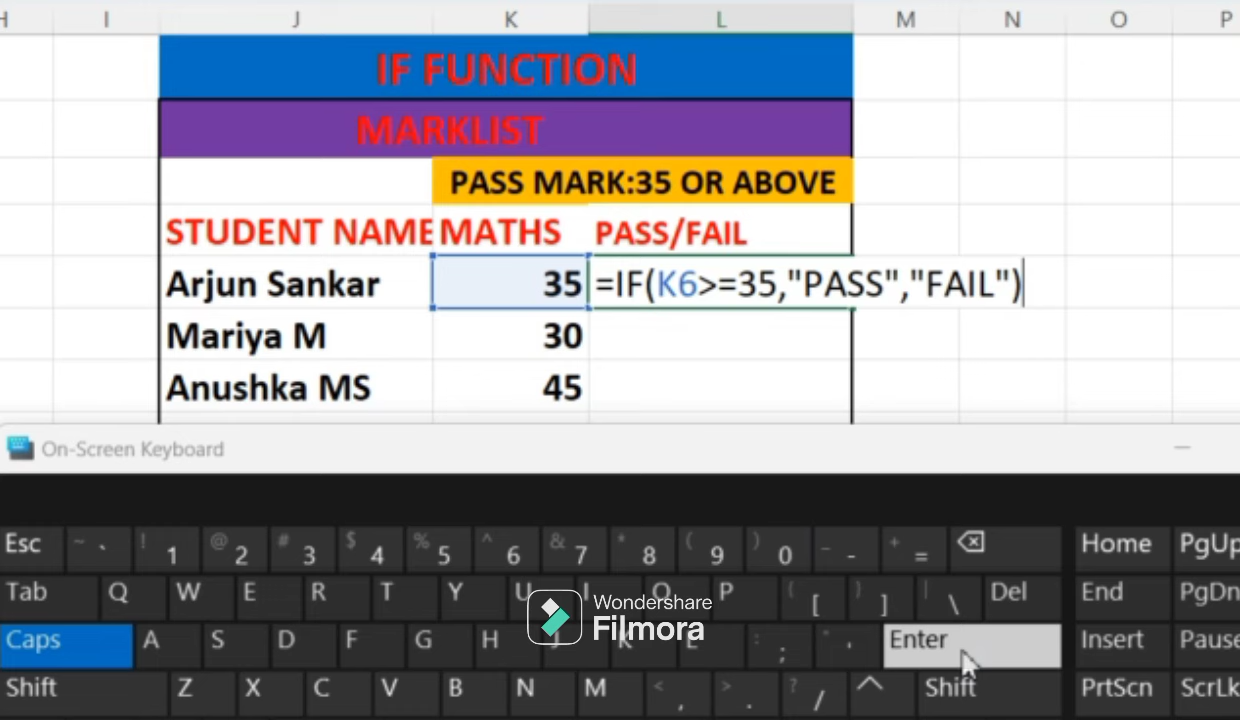 H I J K L M N O P
IF FUNCTION
MARKLIST
PASS MARK:35 OR ABOVE
STUDENT NAME MATHS PASS/FAIL
Arjun Sankar 35 =IF(K6>=35,"PASS","FAIL")
Mariya M 30
Anushka MS 45
On-Screen Keyboard
Esc ~ ` ! 1 @ 2 # 3 $ 4 % 5 ^ 6 & 7 * 8 ( 9 ) 0 _ - + = Home PgUp
Tab Q W E R T Y U I O P { [ } ] | \ Del End PgDn
Wondershare
Filmora
Caps A S D F G H J K L : ; " ' Enter Insert Pause
Shift Z X C V B N M < , > . ? / Shift PrtScn ScrLk